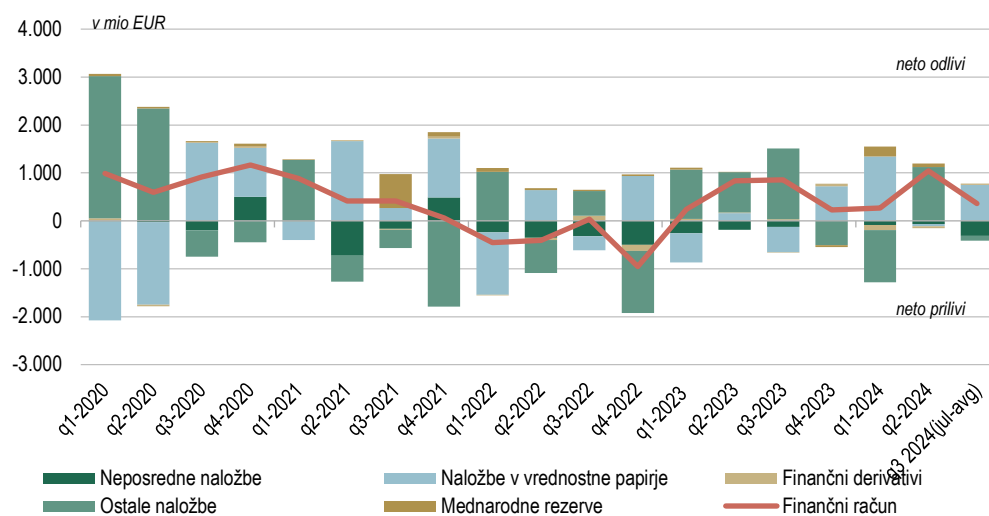 v mio EUR
4.000
3.000
2.000
1.000
0
-1.000
-2.000
-3.000
neto odlivi
neto prilivi
q1-2020
q2-2020
q3-2020
q4-2020
q1-2021
q2-2021
q3-2021
q4-2021
q1-2022
q2-2022
q3-2022
q4-2022
q1-2023
q2-2023
q3-2023
q4-2023
q1-2024
q2-2024
q3 2024(jul-avg)
Neposredne naložbe
Naložbe v vrednostne papirje
Finančni derivativi
Ostale naložbe
Mednarodne rezerve
Finančni račun